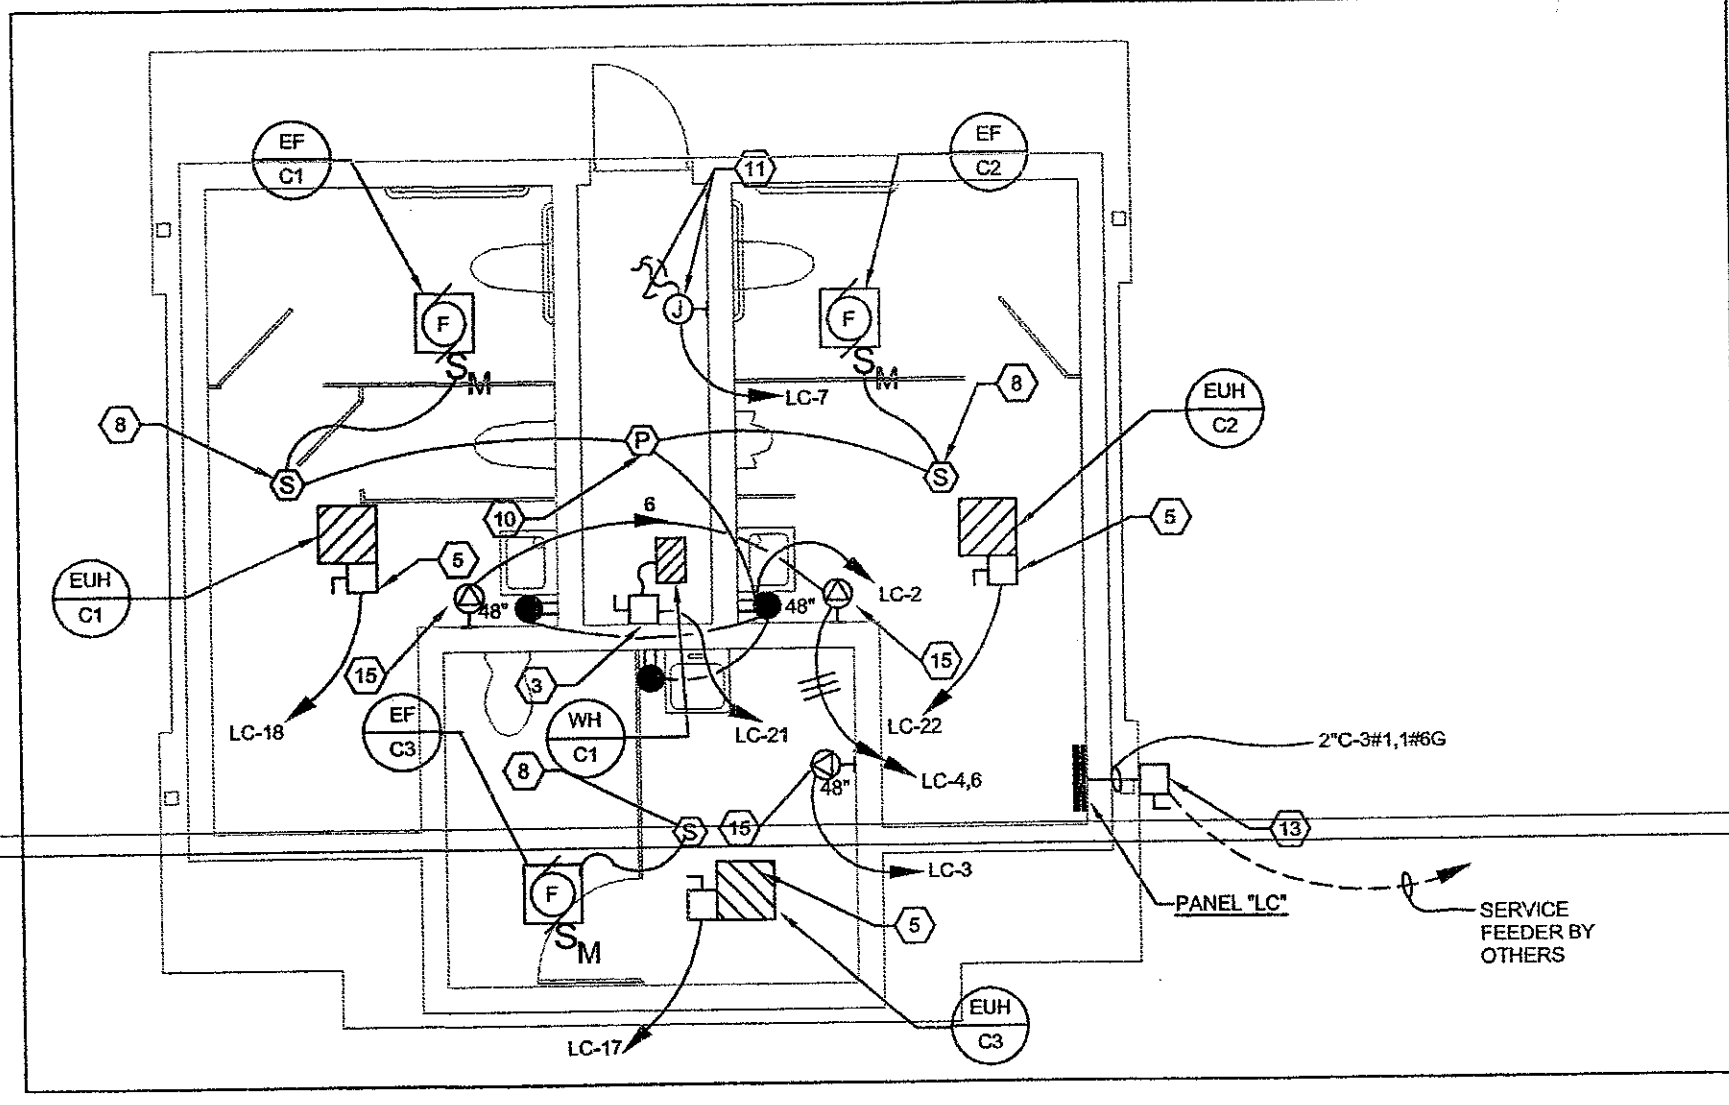 EF
C1
EF
C2
11
F
J
F
S
M
S
M
LC-7
8
8
EUH
C2
P
S
S
10
6
5
5
EUH
C1
LC-2
48"
48"
15
15
3
EF
C3
WH
C1
LC-18
LC-21
LC-22
2"C-3#1,1#6G
8
48"
LC-4,6
S
15
13
LC-3
F
PANEL "LC"
S
M
5
SERVICE
FEEDER BY
OTHERS
EUH
C3
LC-17